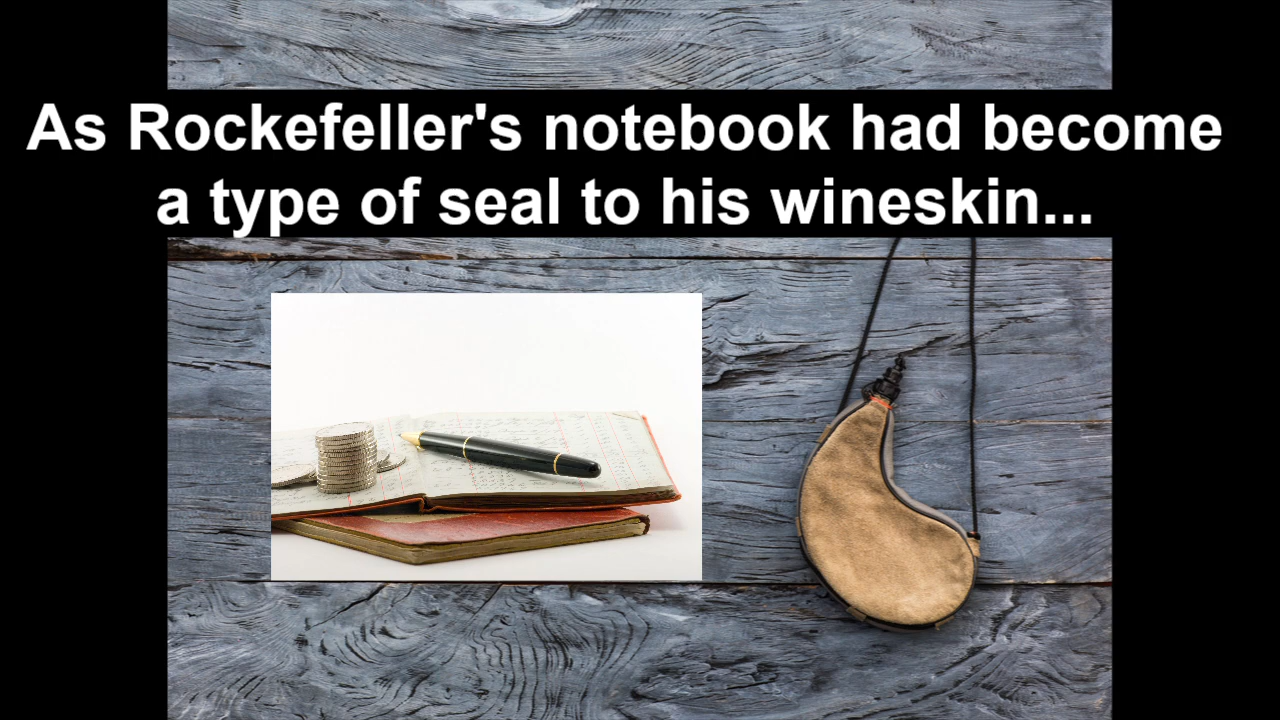 As Rockefeller's notebook had become
a type of seal to his wineskin...